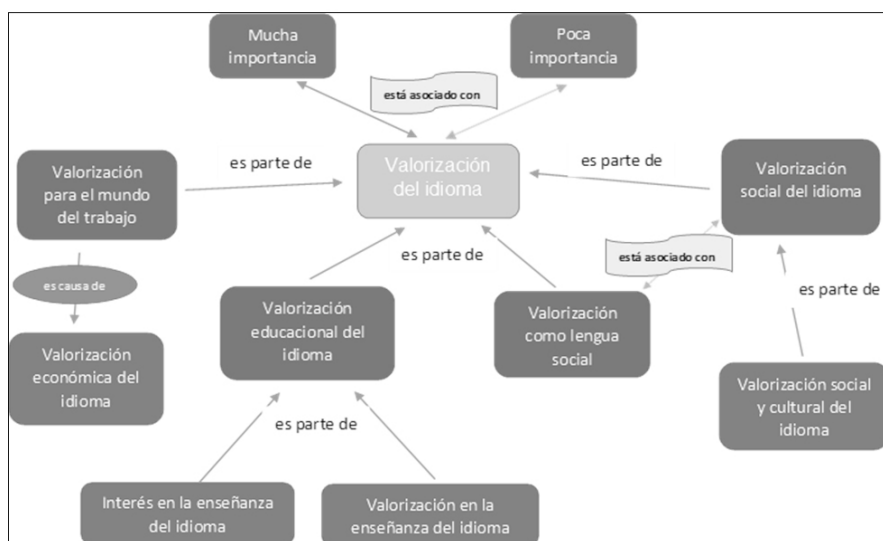 Mucha
importancia
Poca
importancia
está asociado con
Valorización
para el mundo
del trabajo
es parte de
Valorización
del idioma
es parte de
Valorización
social del idioma
es causa de
es parte de
está asociado con
es parte de
Valorización
educacional del
idioma
Valorización
como lengua
social
Valorización
económica del
idioma
Valorización social
y cultural del
idioma
es parte de
Interés en la enseñanza
del idioma
Valorización en la
enseñanza del idioma